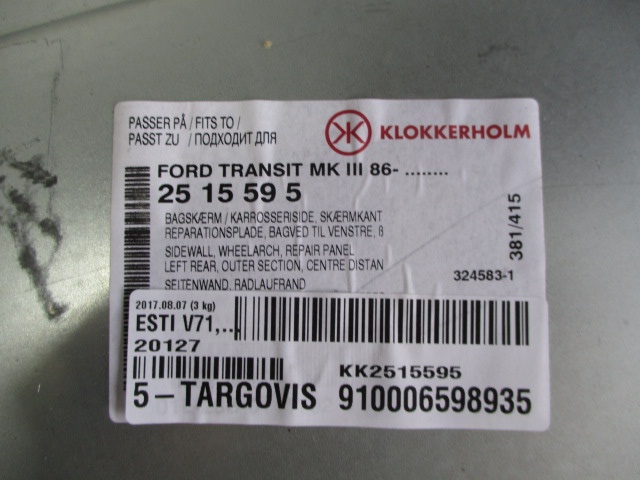 PASSER PÅ / FITS TO /
PASST ZU / ПОДХОДИТ ДЛЯ
KLOKKERHOLM
FORD TRANSIT MK III 86- ........
25 15 59 5
BAGSKÆRM / KARROSSERISIDE, SKÆRMKANT
REPARATIONSPLADE, BAGVED TIL VENSTRE, 8
SIDEWALL, WHEELARCH, REPAIR PANEL
LEFT REAR, OUTER SECTION, CENTRE DISTAN
SEITENWAND, RADLAUFRAND
381/415
324583-1
2017.08.07 (3 kg)
ESTI V71,...
20127
KK2515595
5-TARGOVIS 910006598935